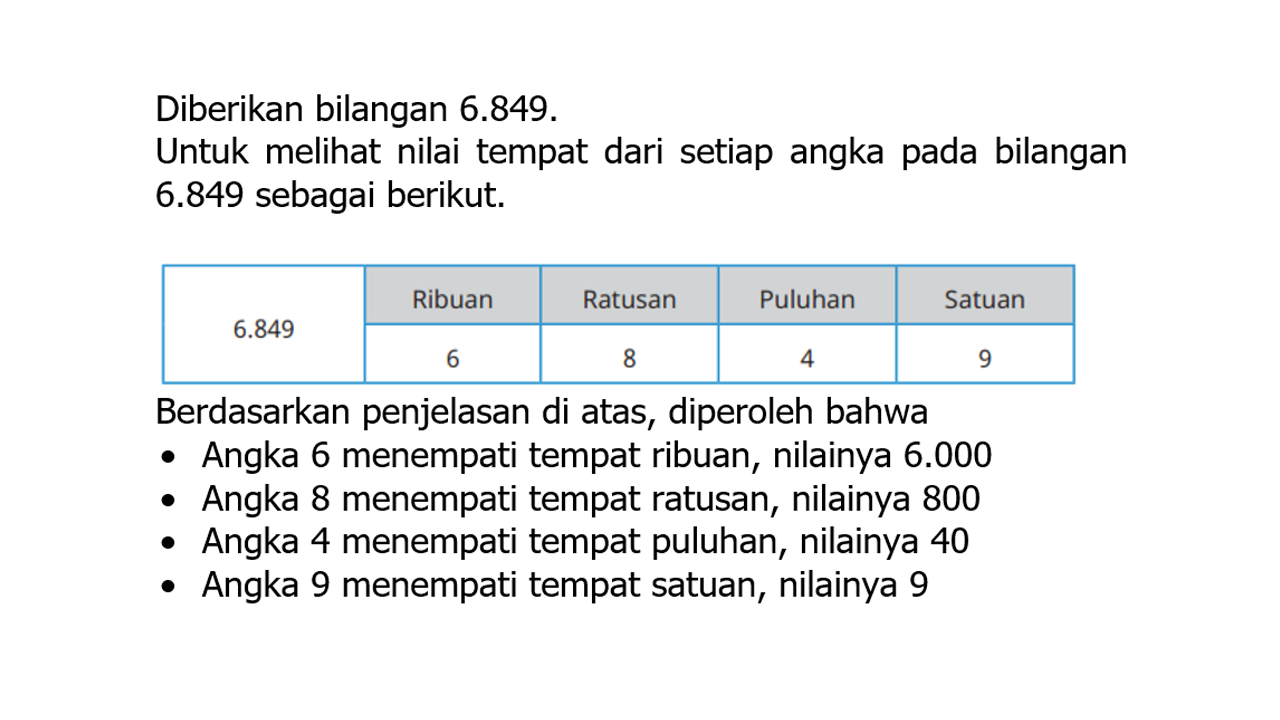 Diberikan bilangan 6.849.
Untuk melihat nilai tempat dari setiap angka pada bilangan
6.849 sebagai berikut.
6.849
Ribuan Ratusan Puluhan Satuan
6 8 4 9
Berdasarkan penjelasan di atas, diperoleh bahwa
• Angka 6 menempati tempat ribuan, nilainya 6.000
• Angka 8 menempati tempat ratusan, nilainya 800
• Angka 4 menempati tempat puluhan, nilainya 40
• Angka 9 menempati tempat satuan, nilainya 9